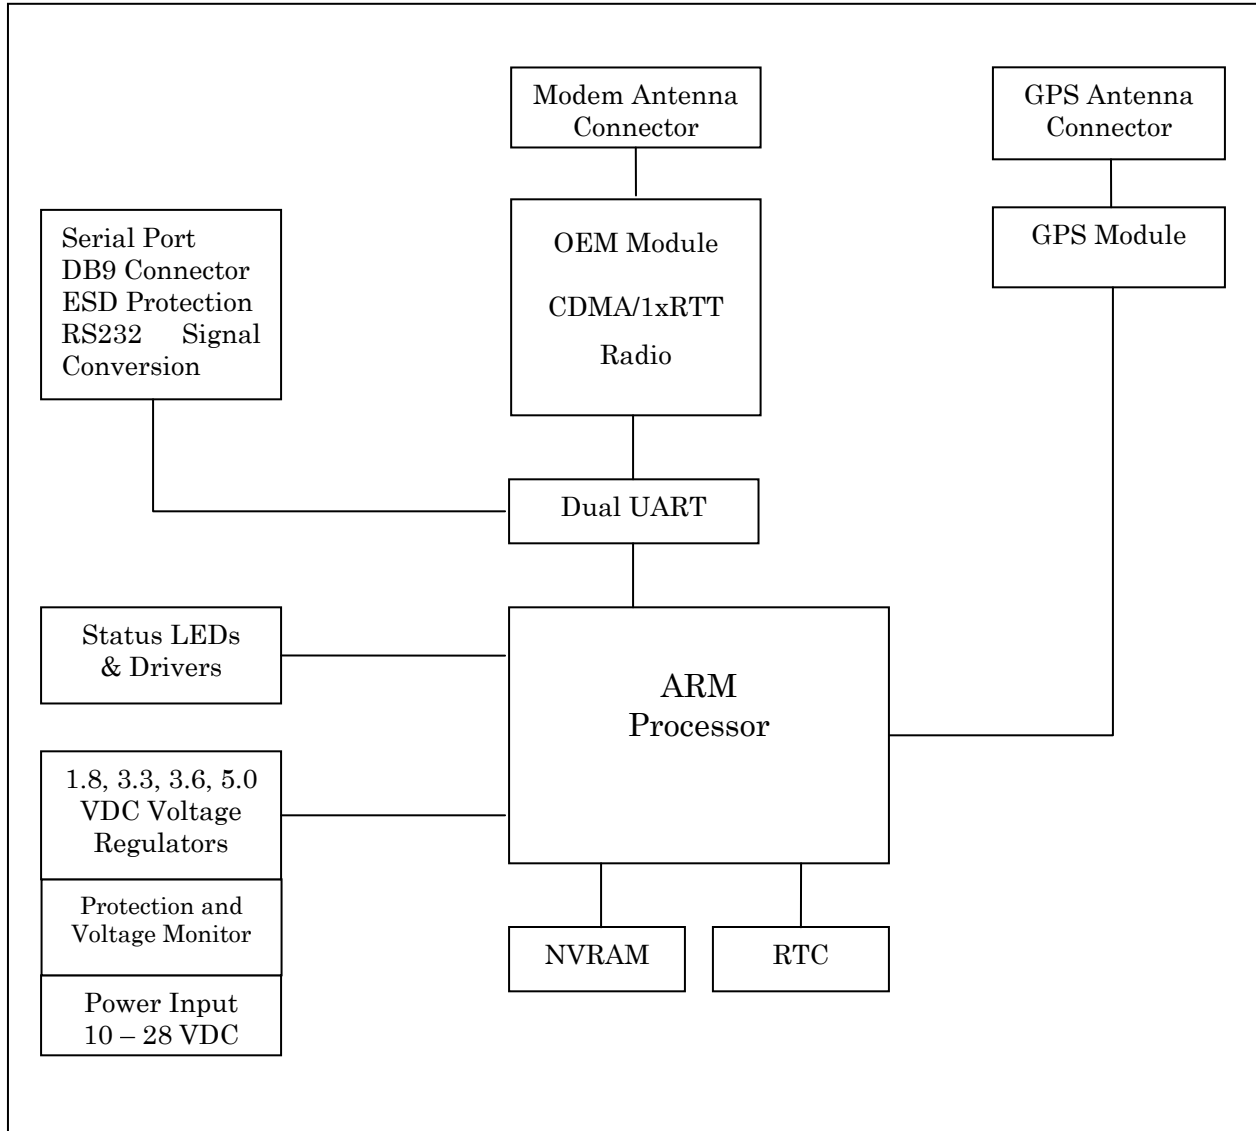 Modem Antenna
Connector
GPS Antenna
Connector
Serial Port
DB9 Connector
ESD Protection
RS232 Signal
Conversion
OEM Module
CDMA/1xRTT
Radio
GPS Module
Dual UART
Status LEDs
& Drivers
ARM
Processor
1.8, 3.3, 3.6, 5.0
VDC Voltage
Regulators
Protection and
Voltage Monitor
Power Input
10 – 28 VDC
NVRAM
RTC